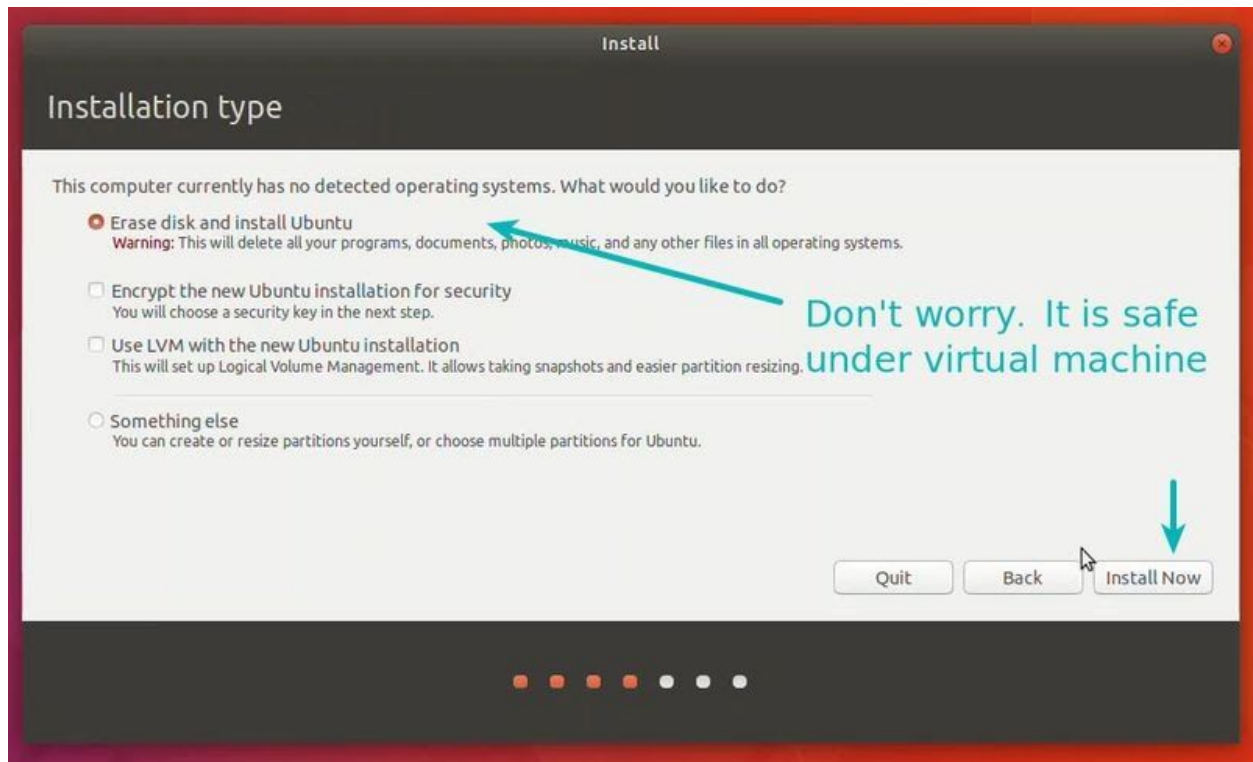 Install
Installation type
This computer currently has no detected operating systems. What would you like to do?
Erase disk and install Ubuntu
Warning: This will delete all your programs, documents, photos, music, and any other files in all operating systems.
Encrypt the new Ubuntu installation for security
You will choose a security key in the next step.
Use LVM with the new Ubuntu installation
This will set up Logical Volume Management. It allows taking snapshots and easier partition resizing.
Don't worry. It is safe
under virtual machine
Something else
You can create or resize partitions yourself, or choose multiple partitions for Ubuntu.
Quit Back Install Now